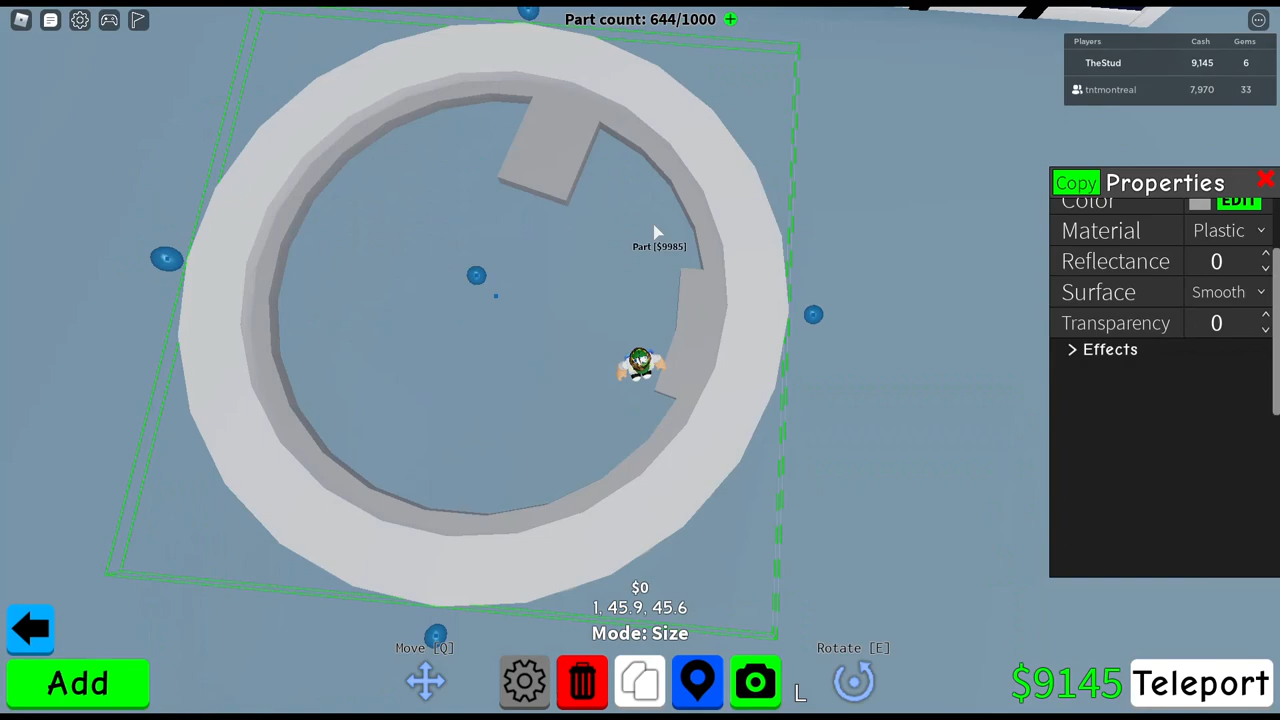 Part count: 644/1000 +
Players Cash Gems
TheStud 9,145 6
tntmontreal 7,970 33
Copy Properties X
Color EDIT
Material Plastic
Reflectance 0
Surface Smooth
Transparency 0
> Effects
Part [$9985]
$0
1, 45.9, 45.6
Mode: Size
Move [Q]
Rotate [E]
Add
L
$9145
Teleport